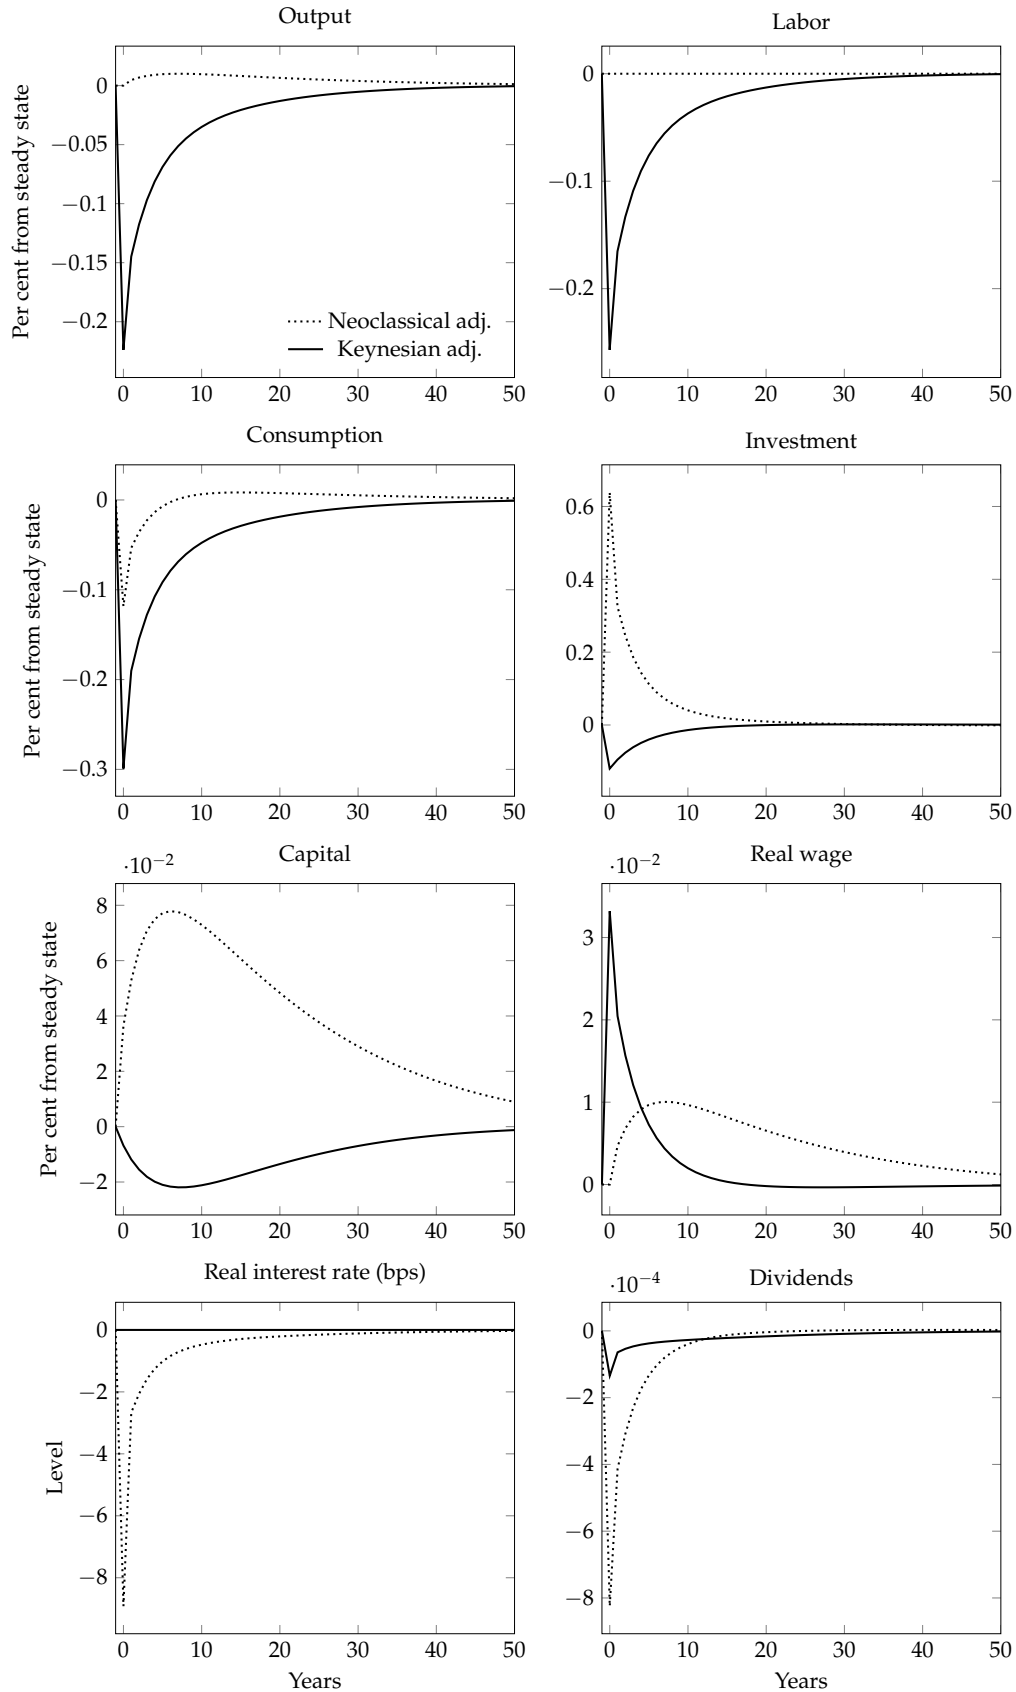 Output
Labor
Per cent from steady state
0
−0.05
−0.1
−0.15
−0.2
Neoclassical adj.
Keynesian adj.
0 10 20 30 40 50
0
−0.1
−0.2
0 10 20 30 40 50
Consumption
Investment
Per cent from steady state
0
−0.1
−0.2
−0.3
0 10 20 30 40 50
0.6
0.4
0.2
0
0 10 20 30 40 50
·10−2
Capital
·10−2
Real wage
Per cent from steady state
8
6
4
2
0
−2
0 10 20 30 40 50
3
2
1
0
0 10 20 30 40 50
Real interest rate (bps)
·10−4
Dividends
Level
0
−2
−4
−6
−8
0 10 20 30 40 50
Years
0
−2
−4
−6
−8
0 10 20 30 40 50
Years